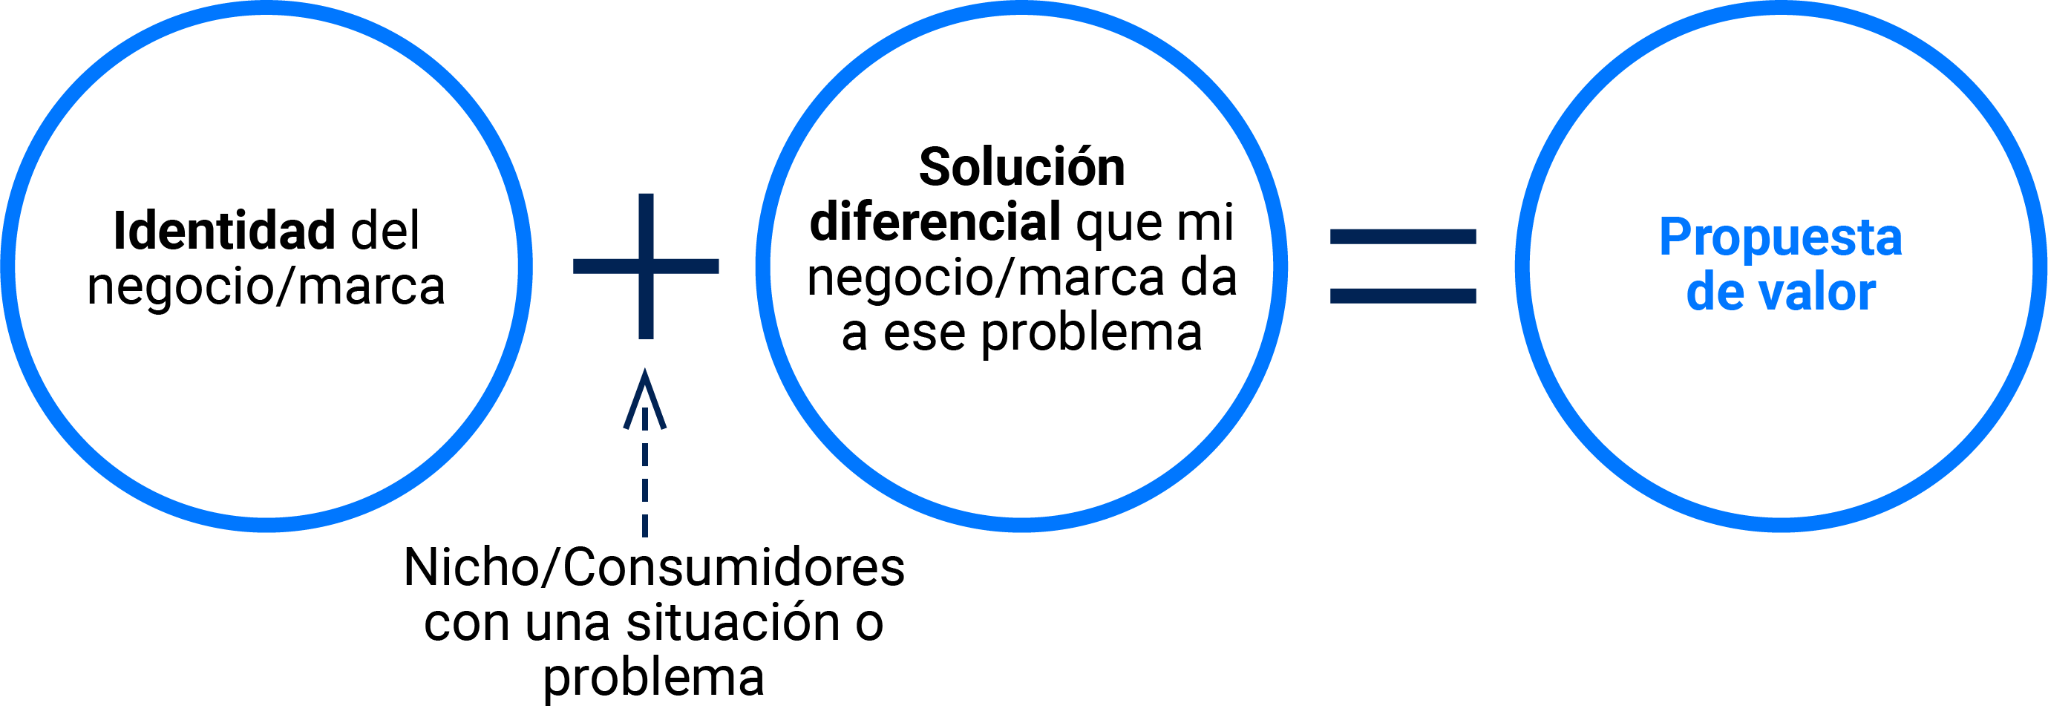 Identidad del
negocio/marca
Solución
diferencial que mi
negocio/marca da
a ese problema
Propuesta
de valor
Nicho/Consumidores
con una situación o
problema